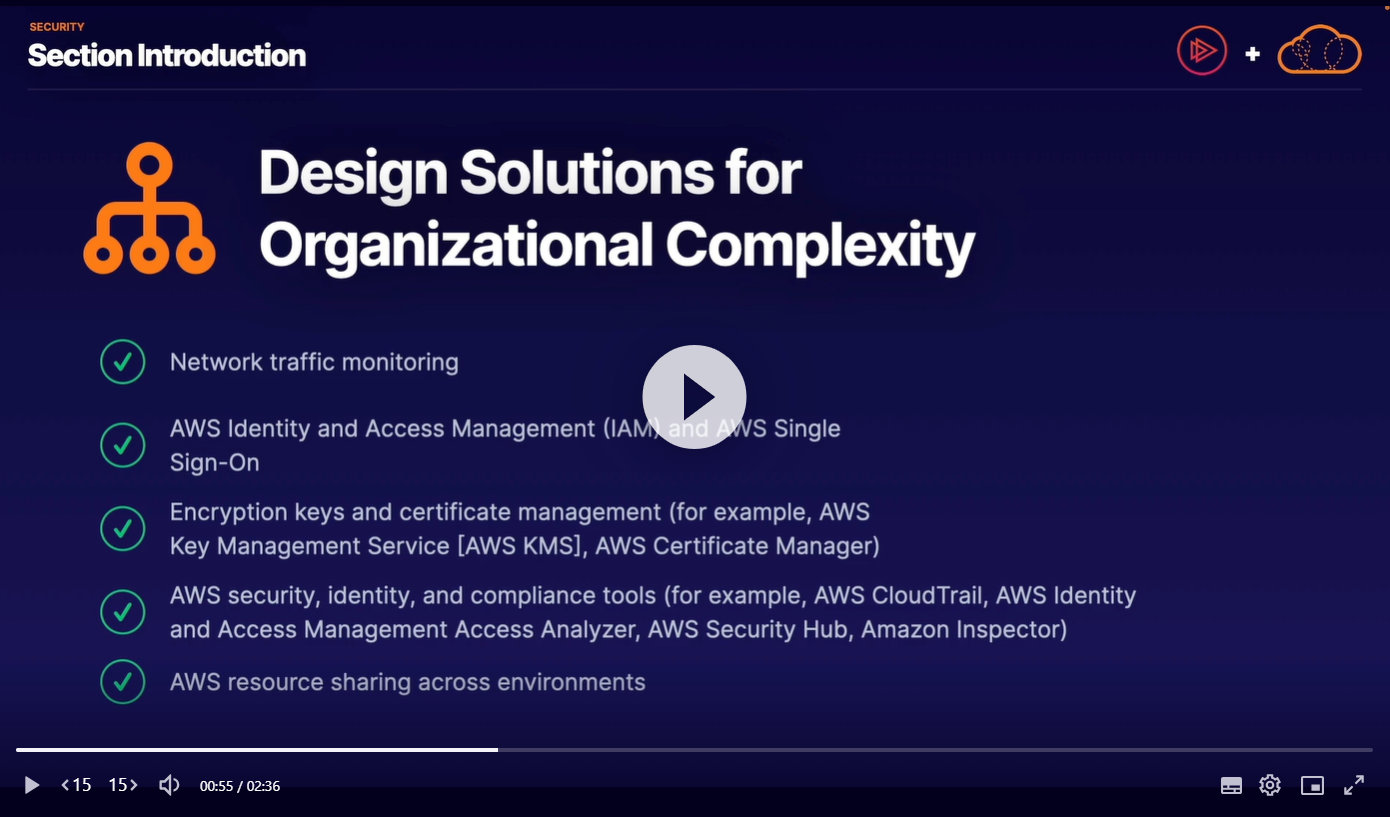 SECURITY
Section Introduction
+
Design Solutions for
Organizational Complexity
Network traffic monitoring
AWS Identity and Access Management (IAM) and AWS Single
Sign-On
Encryption keys and certificate management (for example, AWS
Key Management Service [AWS KMS], AWS Certificate Manager)
AWS security, identity, and compliance tools (for example, AWS CloudTrail, AWS Identity
and Access Management Access Analyzer, AWS Security Hub, Amazon Inspector)
AWS resource sharing across environments
<15 15> 00:55 / 02:36